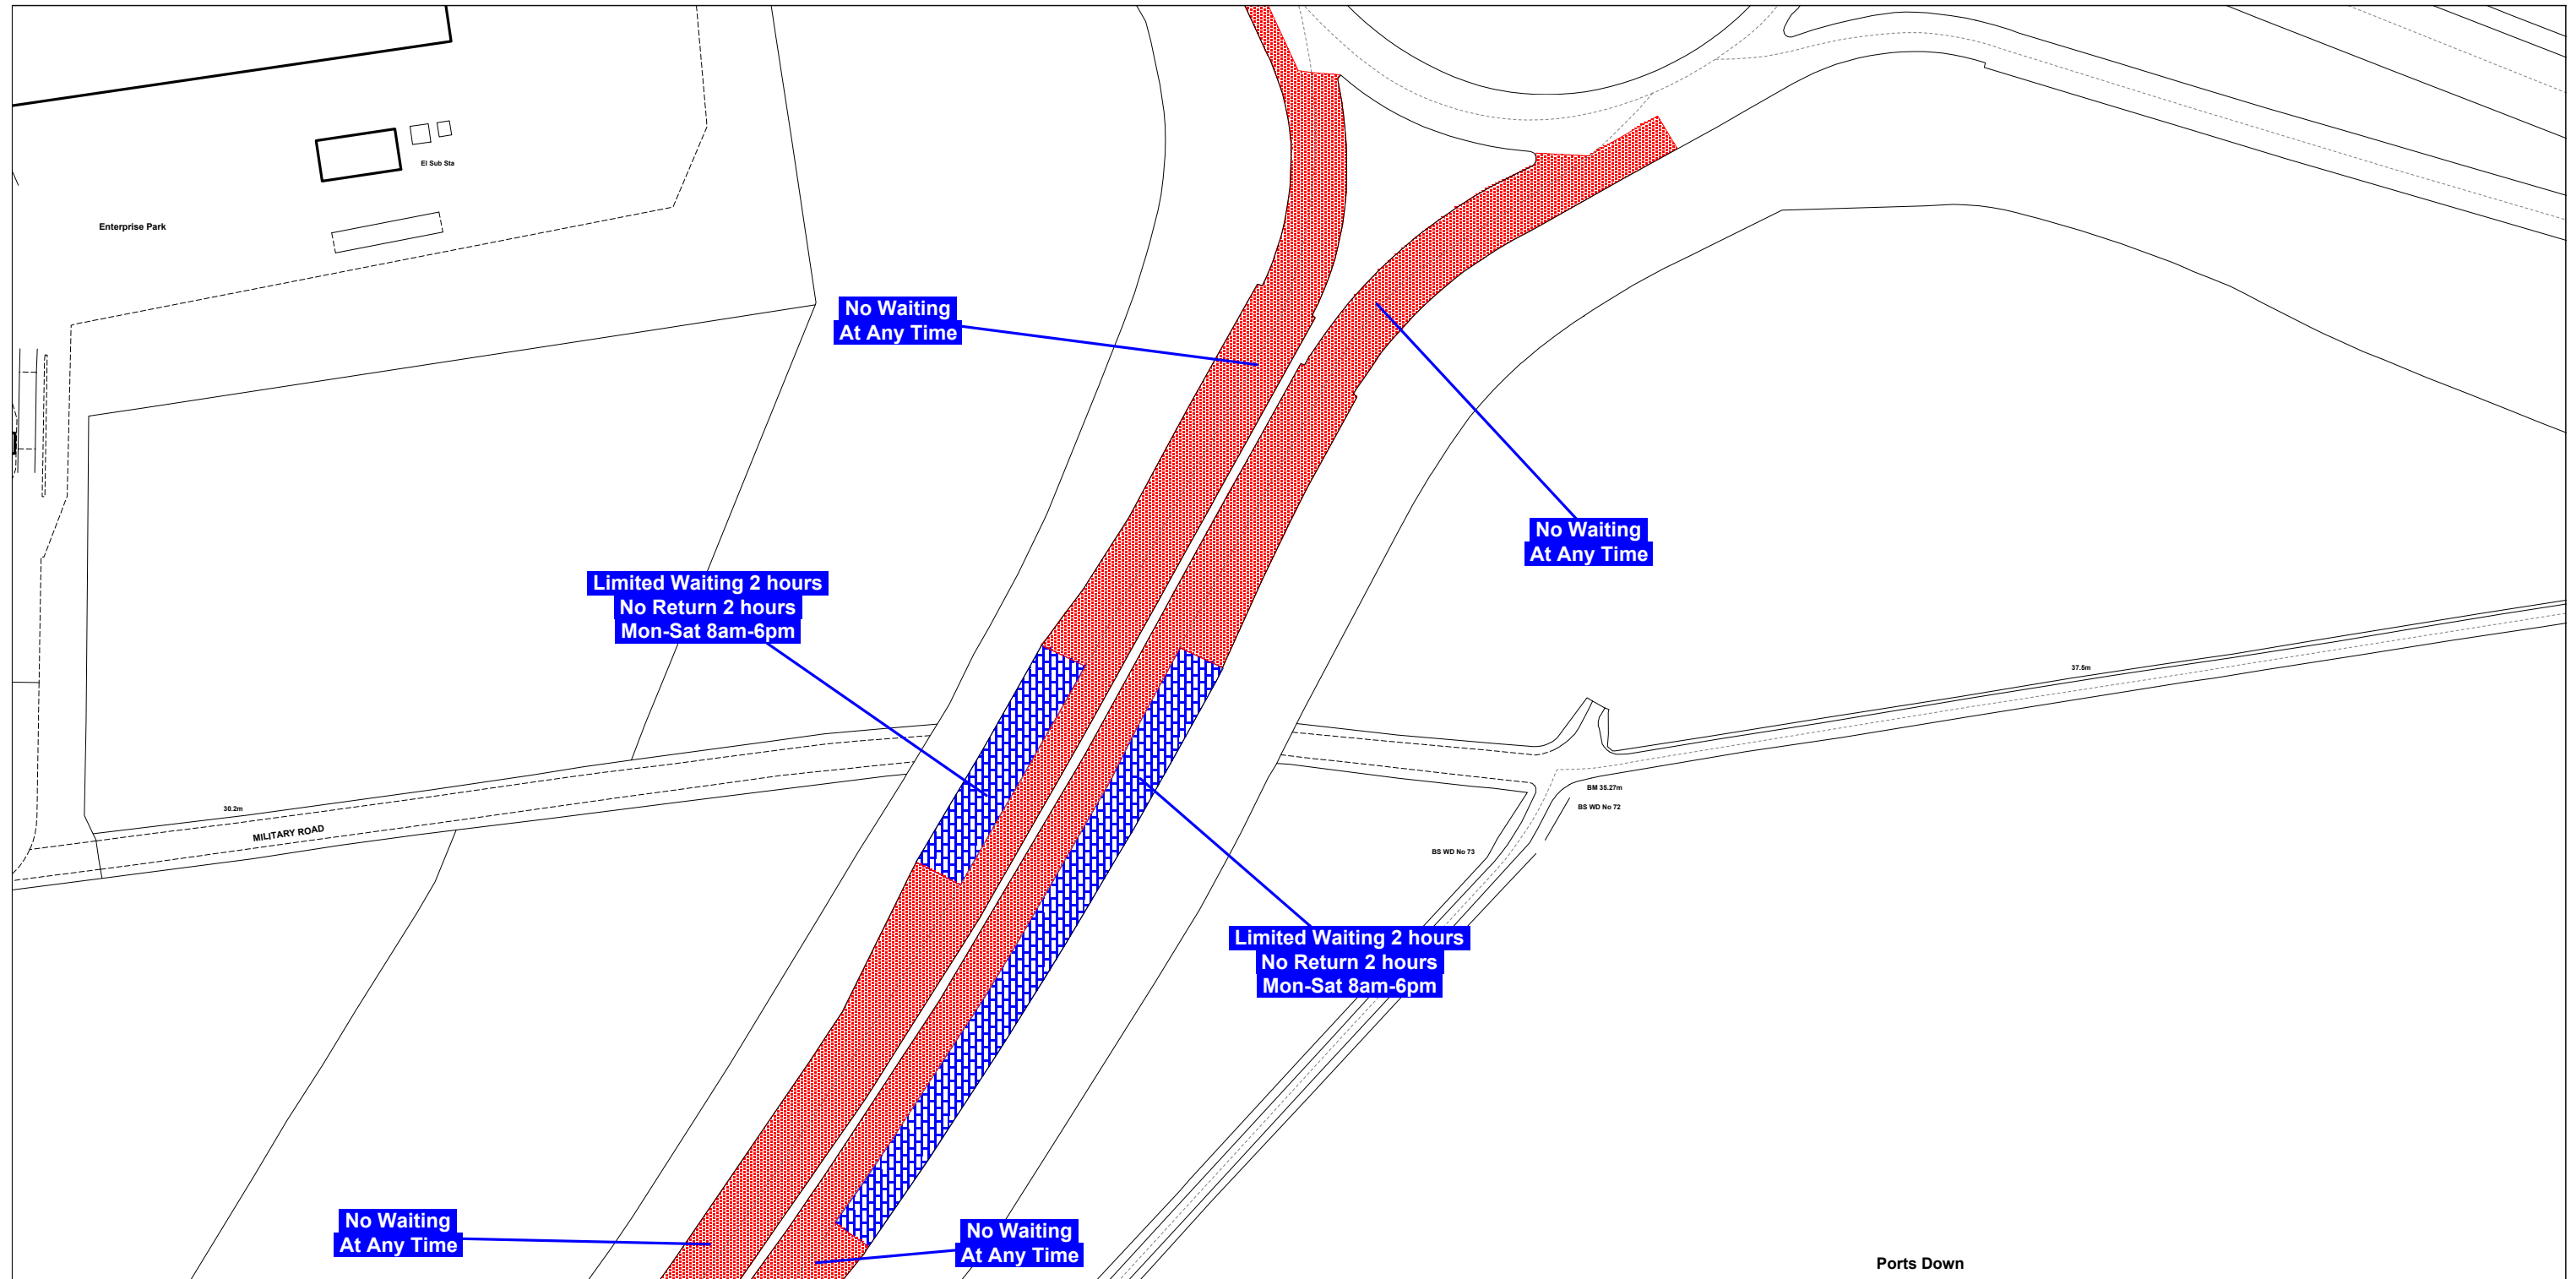 El Sub Sta
Enterprise Park
No Waiting
At Any Time
No Waiting
At Any Time
Limited Waiting 2 hours
No Return 2 hours
Mon-Sat 8am-6pm
37.5m
30.2m
MILITARY ROAD
BM 35.27m
BS WD No 72
BS WD No 73
Limited Waiting 2 hours
No Return 2 hours
Mon-Sat 8am-6pm
No Waiting
At Any Time
No Waiting
At Any Time
Ports Down